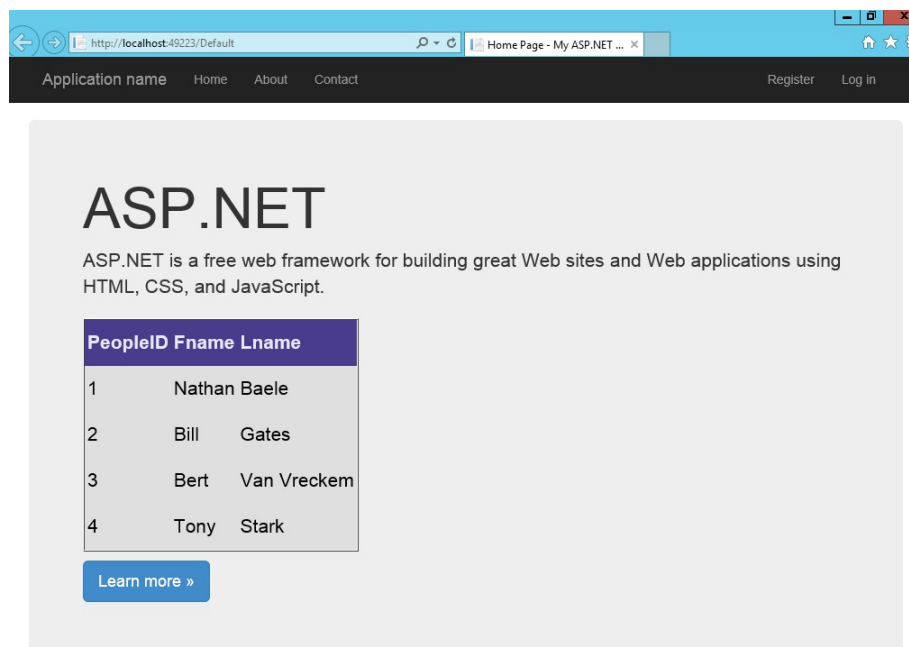 http://localhost:49223/Default
Home Page - My ASP.NET ...
Application name Home About Contact Register Log in
ASP.NET
ASP.NET is a free web framework for building great Web sites and Web applications using
HTML, CSS, and JavaScript.
PeopleID Fname Lname
1 Nathan Baele
2 Bill Gates
3 Bert Van Vreckem
4 Tony Stark
Learn more »